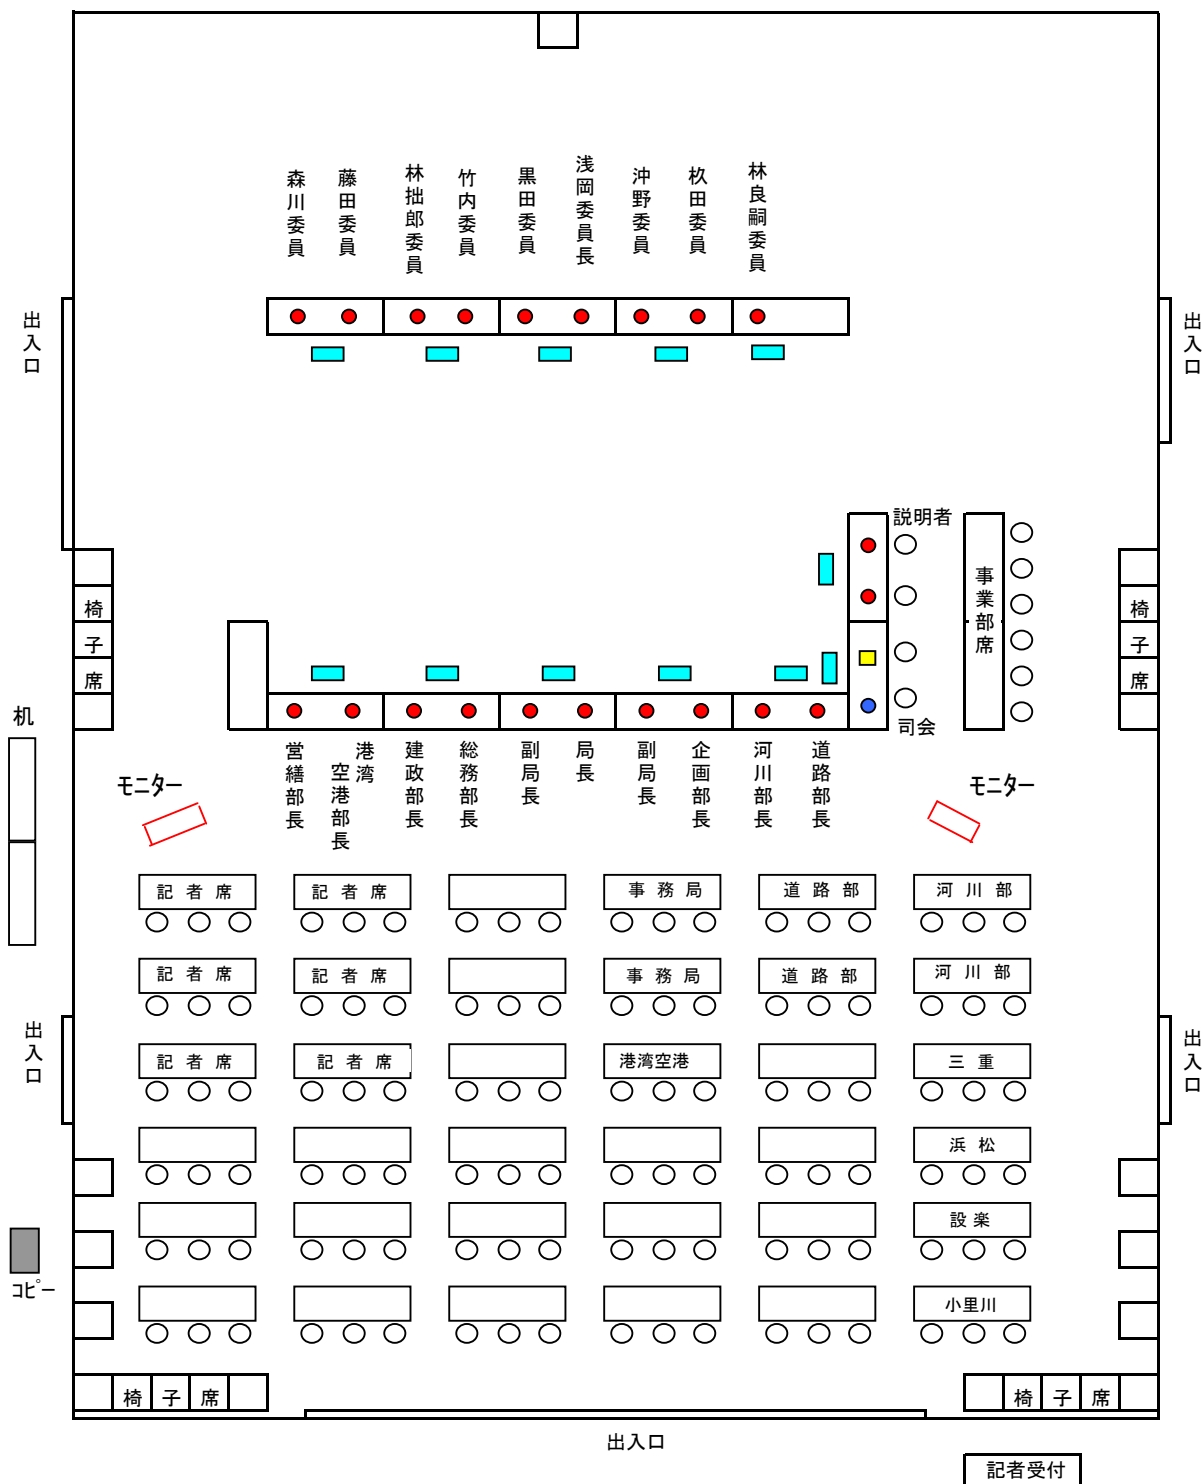 森川委員
藤田委員
林拙郎委員
竹内委員
黒田委員
浅岡委員長
沖野委員
杁田委員
林良嗣委員
出入口
出入口
説明者
事業部席
椅子席
椅子席
司会
机
営繕部長
港湾
空港部長
建政部長
総務部長
副局長
局長
副局長
企画部長
河川部長
道路部長
モニター
モニター
記者席
記者席
事務局
道路部
河川部
記者席
記者席
事務局
道路部
河川部
記者席
記者席
港湾空港
三重
出入口
出入口
浜松
設楽
コピー
小里川
椅子席
椅子席
出入口
記者受付